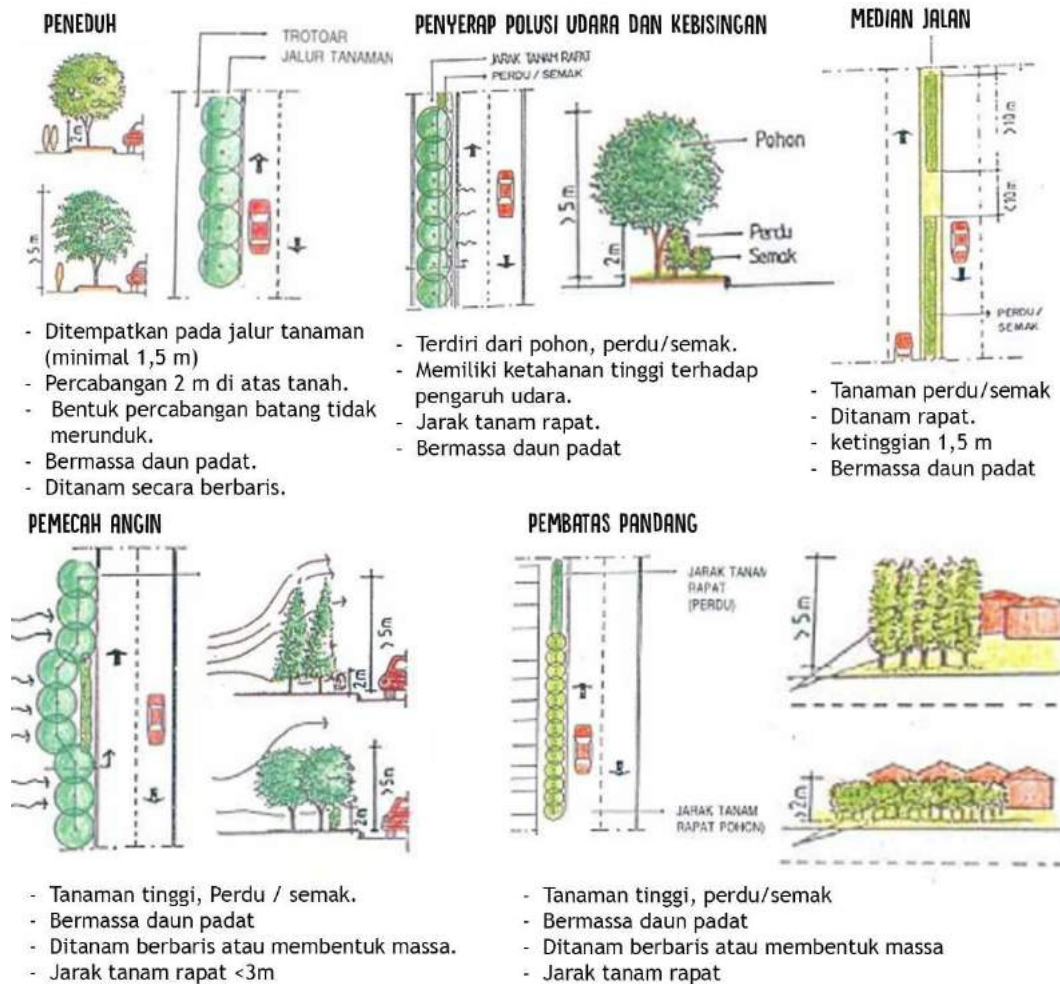 PENEDUH
TROTOAR
JALUR TANAMAN
2m
>5m
- Ditempatkan pada jalur tanaman
(minimal 1,5 m)
- Percabangan 2 m di atas tanah.
- Bentuk percabangan batang tidak
merunduk.
- Bermassa daun padat.
- Ditanam secara berbaris.
PENYERAP POLUSI UDARA DAN KEBISINGAN
JARAK TANAM RAPAT
PERDU / SEMAK
>5m
2m
Pohon
Perdu
Semak
- Terdiri dari pohon, perdu/semak.
- Memiliki ketahanan tinggi terhadap
pengaruh udara.
- Jarak tanam rapat.
- Bermassa daun padat
MEDIAN JALAN
>10m
<10m
PERDU /
SEMAK
- Tanaman perdu/semak
- Ditanam rapat.
- ketinggian 1,5 m
- Bermassa daun padat
PEMECAH ANGIN
>5m
2m
>5m
2m
- Tanaman tinggi, Perdu / semak.
- Bermassa daun padat
- Ditanam berbaris atau membentuk massa.
- Jarak tanam rapat <3m
PEMBATAS PANDANG
JARAK TANAM
RAPAT
(PERDU)
JARAK TANAM
RAPAT POHON)
>5m
>2m
- Tanaman tinggi, perdu/semak
- Bermassa daun padat
- Ditanam berbaris atau membentuk massa
- Jarak tanam rapat